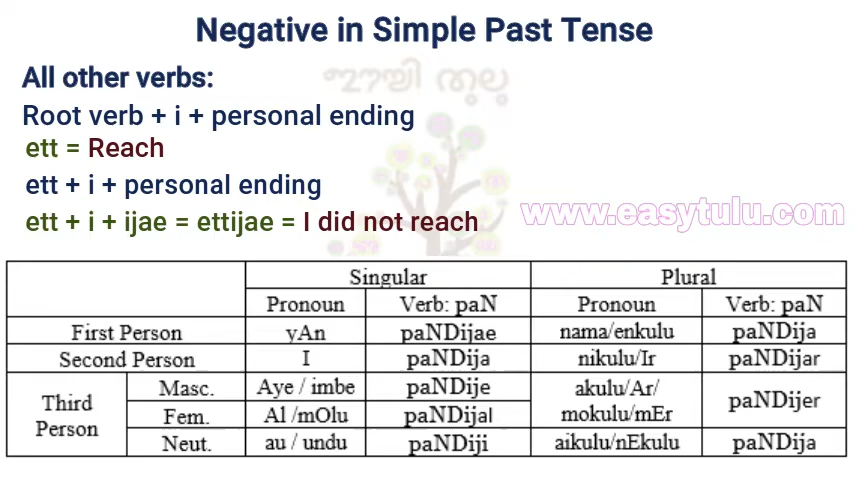 Negative in Simple Past Tense
All other verbs:
Root verb + i + personal ending
ett = Reach
ett + i + personal ending
ett + i + ijae = ettijae = I did not reach
www.easytulu.com
Singular Plural
Pronoun Verb: paN Pronoun Verb: paN
First Person yAn paNDijae nama/enkulu paNDija
Second Person I paNDija nikulu/Ir paNDijar
Third Person Masc. Aye / imbe paNDije akulu/Ar/ mokulu/mEr paNDijer
Fem. Al /mOlu paNDijal
Neut. au / undu paNDiji aikulu/nEkulu paNDija